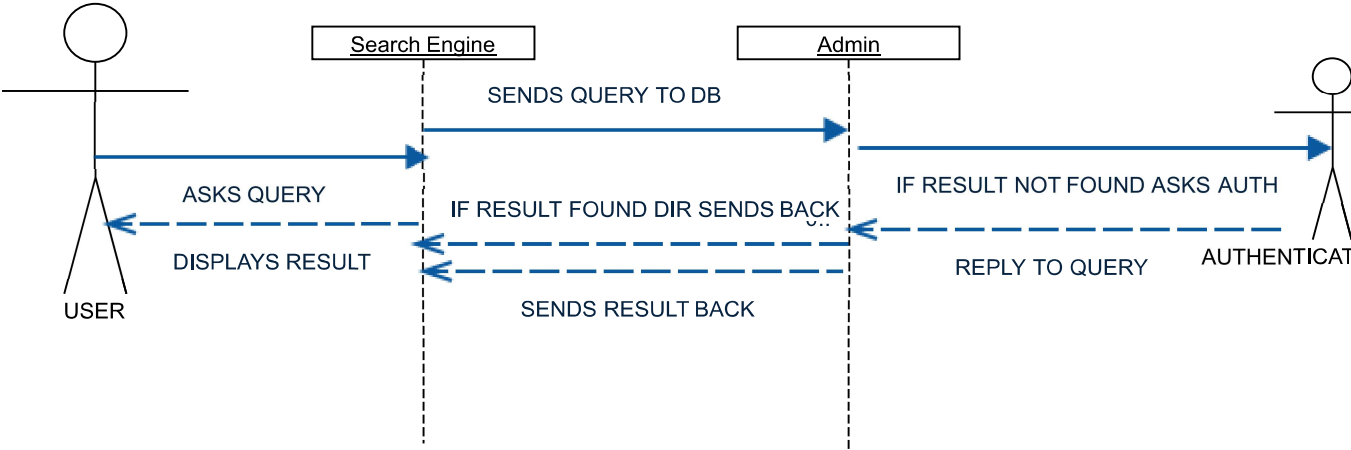 Search Engine
Admin
SENDS QUERY TO DB
IF RESULT NOT FOUND ASKS AUTH
ASKS QUERY
IF RESULT FOUND DIR SENDS BACK
AUTHENTICAT
DISPLAYS RESULT
REPLY TO QUERY
USER
SENDS RESULT BACK